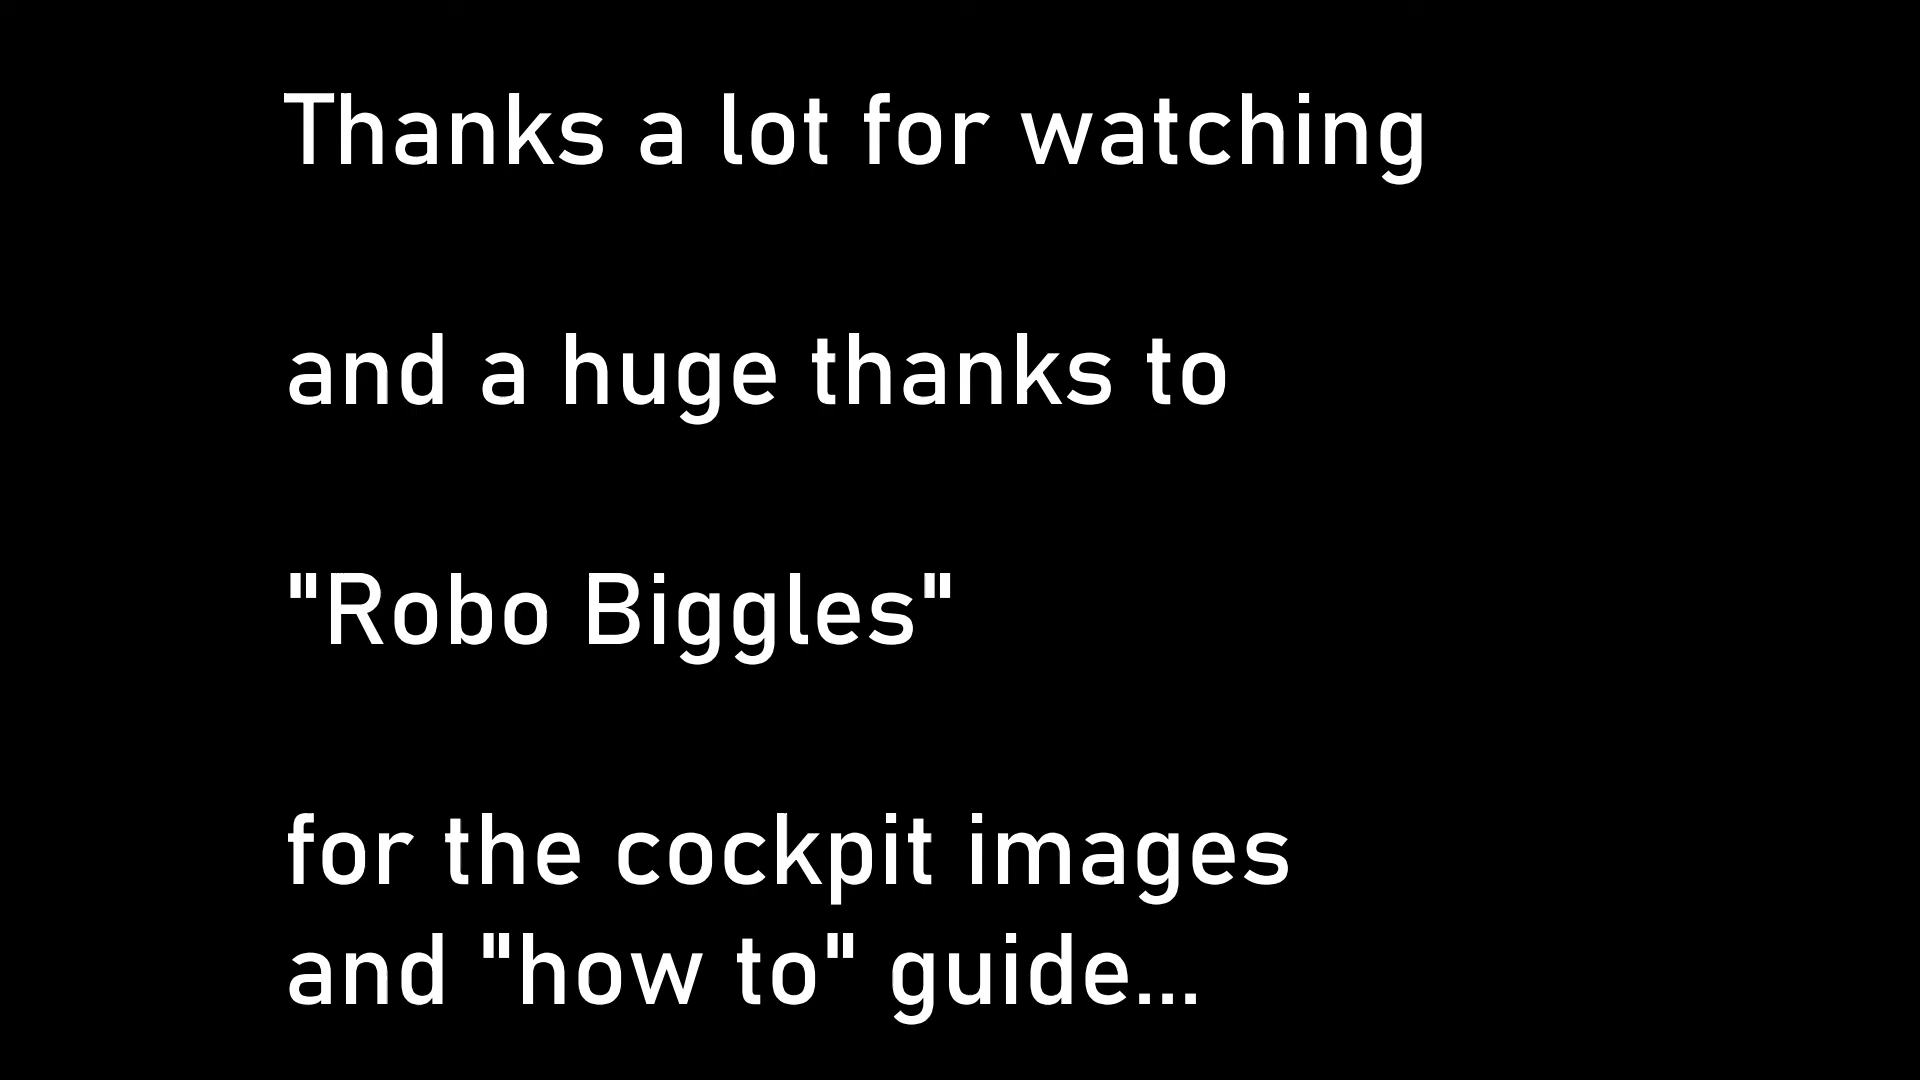 Thanks a lot for watching
and a huge thanks to
"Robo Biggles"
for the cockpit images
and "how to" guide...